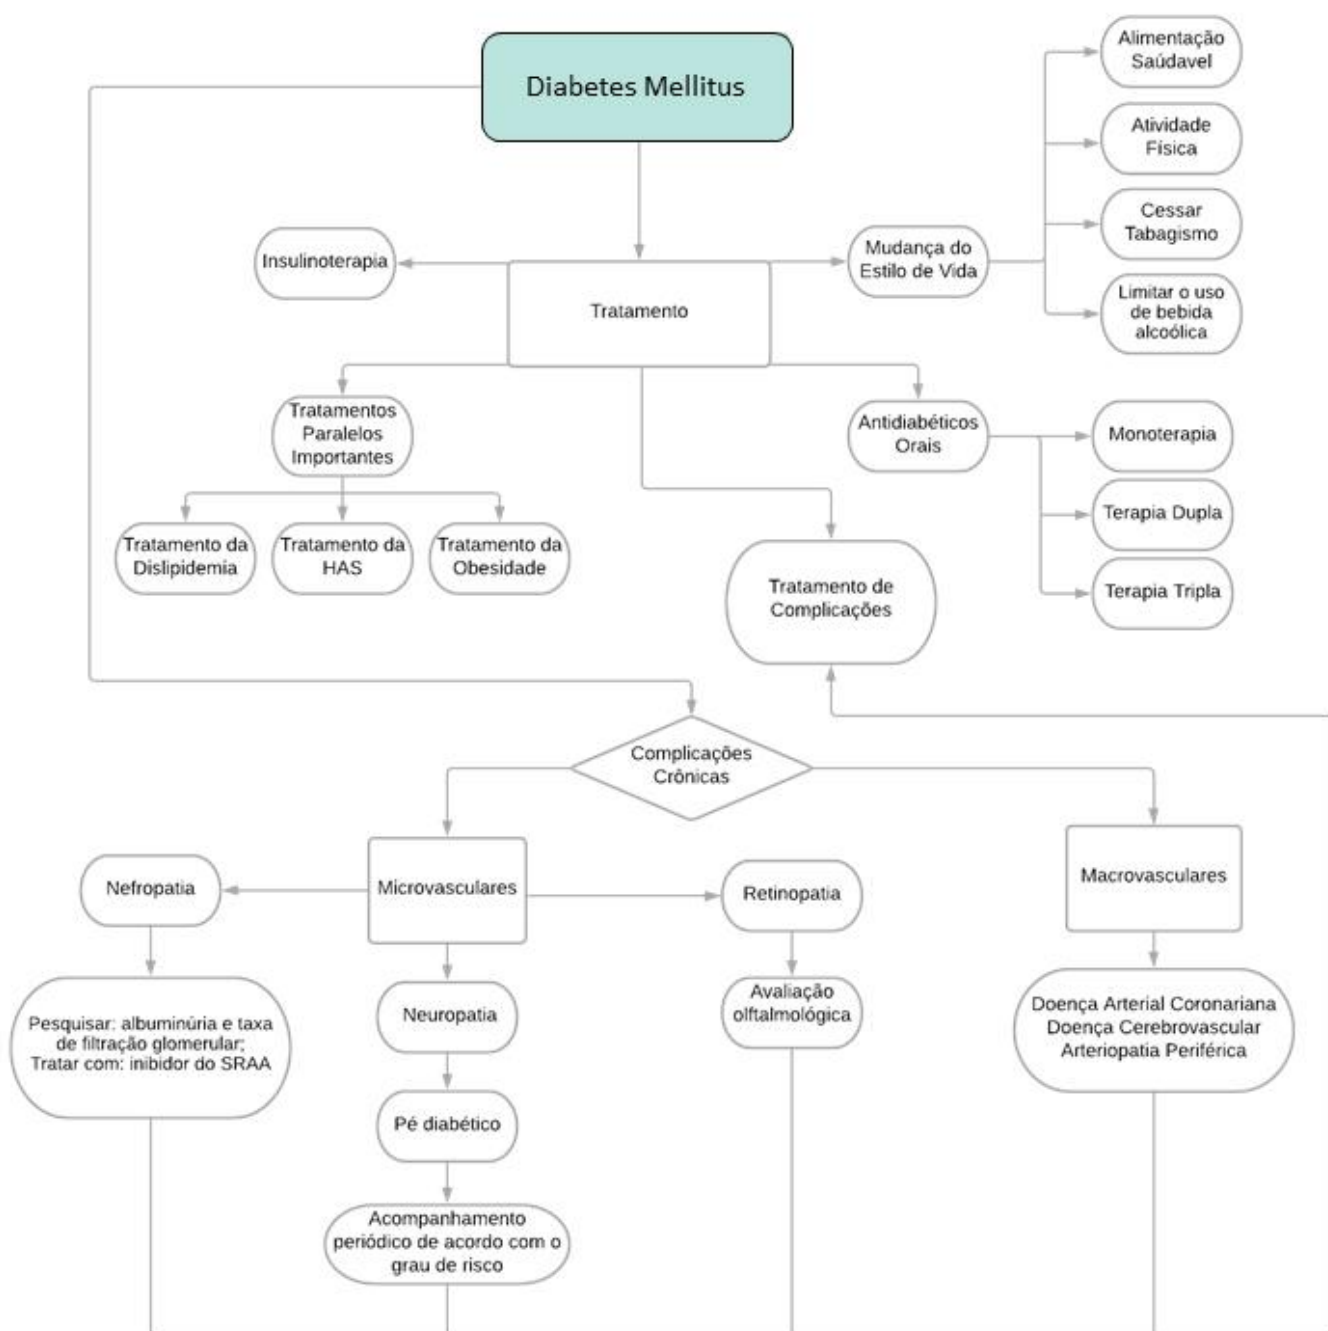 Diabetes Mellitus
Alimentação
Saúdavel
Atividade
Física
Cessar
Tabagismo
Limitar o uso
de bebida
alcoólica
Insulinoterapia
Mudança do
Estilo de Vida
Tratamento
Tratamentos
Paralelos
Importantes
Antidiabéticos
Orais
Monoterapia
Terapia Dupla
Terapia Tripla
Tratamento da
Dislipidemia
Tratamento da
HAS
Tratamento da
Obesidade
Tratamento de
Complicações
Complicações
Crônicas
Nefropatia
Microvasculares
Retinopatia
Macrovasculares
Pesquisar: albuminúria e taxa
de filtração glomerular;
Tratar com: inibidor do SRAA
Neuropatia
Avaliação
olftalmológica
Doença Arterial Coronariana
Doença Cerebrovascular
Arteriopatia Periférica
Pé diabético
Acompanhamento
periódico de acordo com o
grau de risco